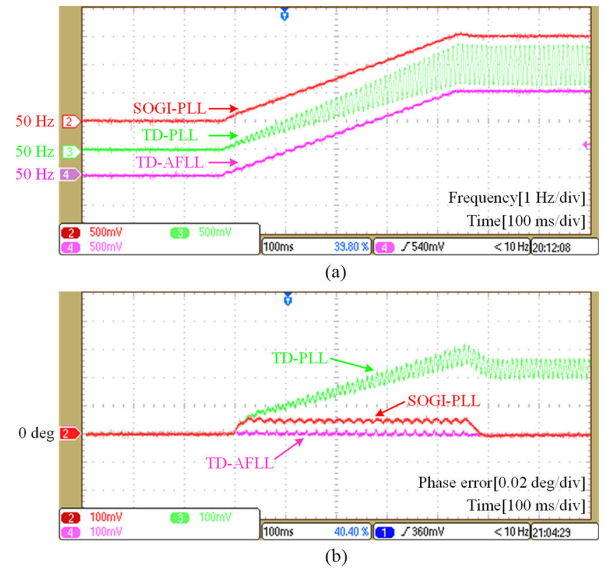 T
SOGI-PLL
50 Hz 2
TD-PLL
50 Hz 3
TD-AFLL
50 Hz 4
Frequency[1 Hz/div]
Time[100 ms/div]
2 500mV 3 500mV
4 500mV
100ms 39.80 % 4 540mV < 10 Hz 20:12:08
(a)
T
TD-PLL
SOGI-PLL
0 deg 2
TD-AFLL
Phase error[0.02 deg/div]
Time[100 ms/div]
2 100mV 3 100mV
4 100mV
100ms 40.40 % 1 360mV < 10 Hz 21:04:29
(b)